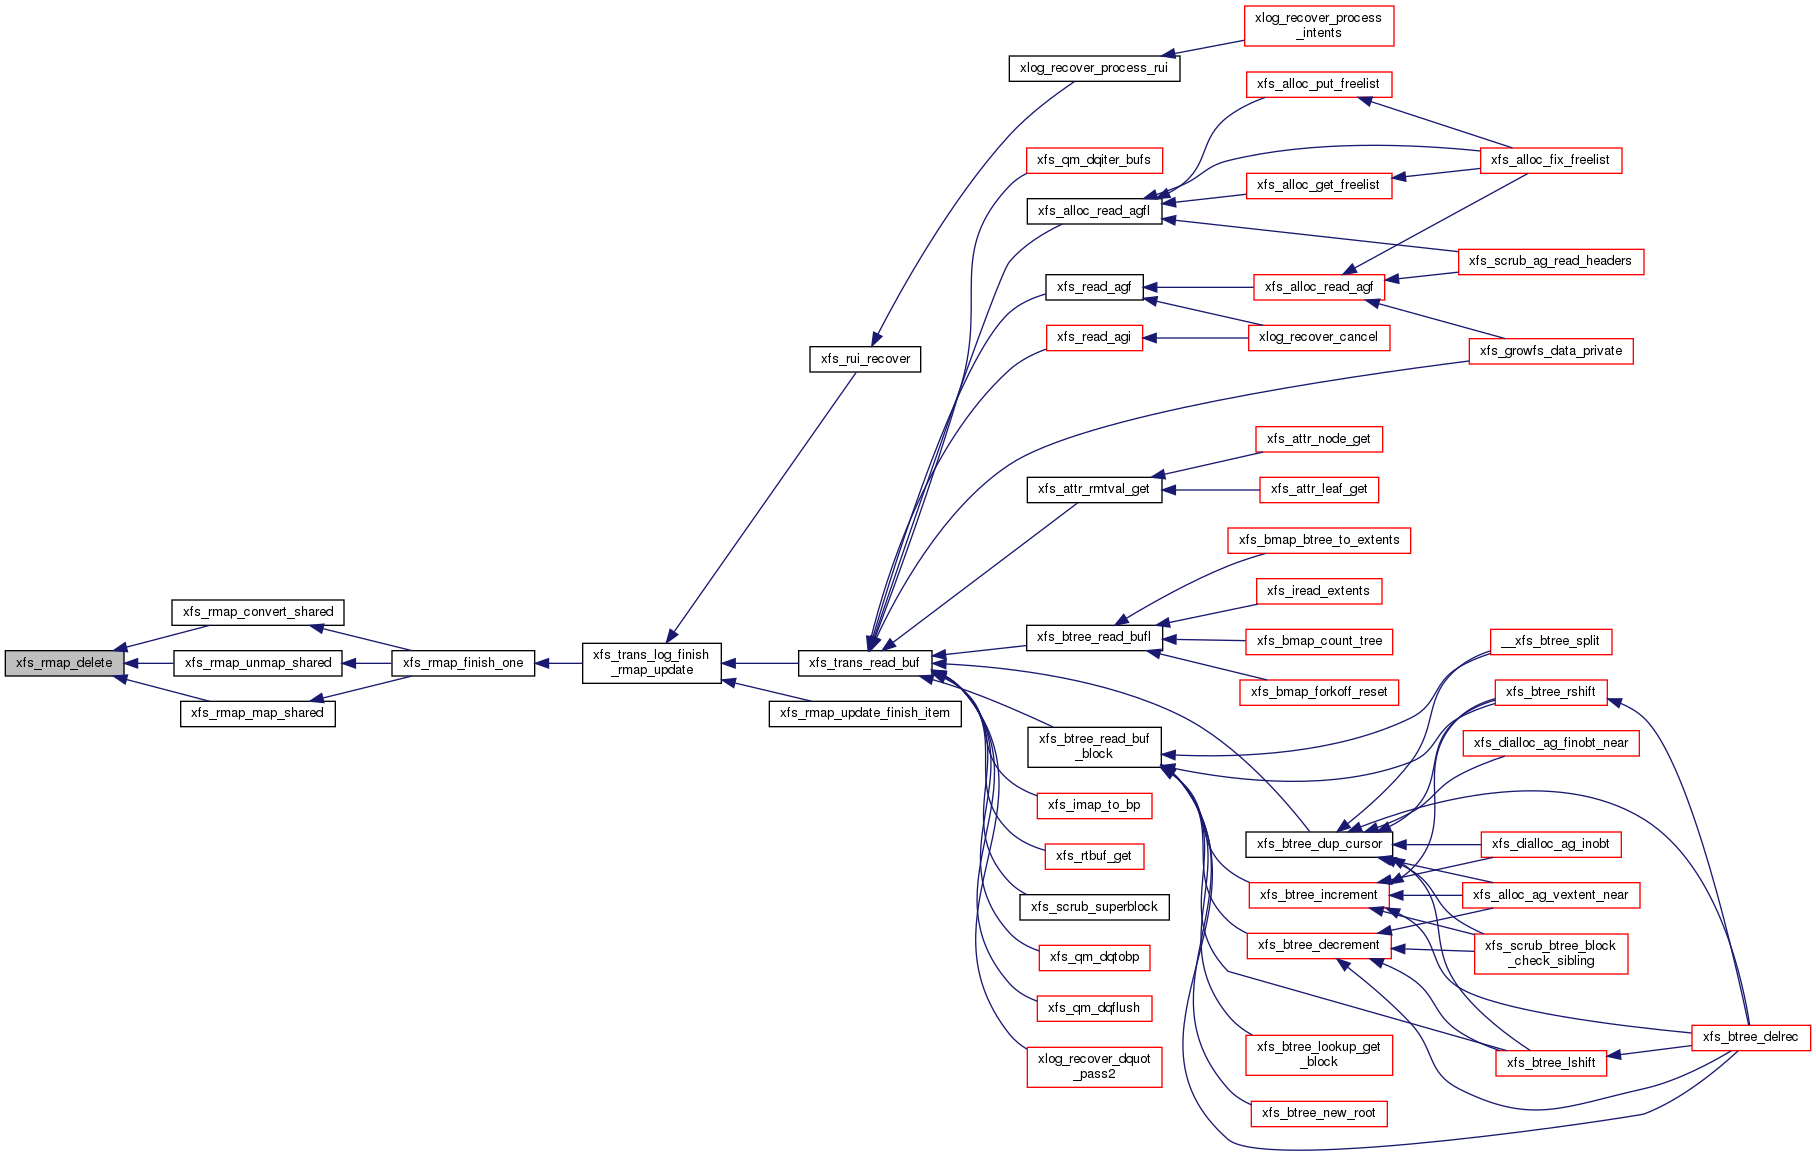 xlog_recover_process
_intents
xlog_recover_process_rui
xfs_alloc_put_freelist
xfs_qm_dqiter_bufs
xfs_alloc_fix_freelist
xfs_alloc_get_freelist
xfs_alloc_read_agfl
xfs_scrub_ag_read_headers
xfs_read_agf
xfs_alloc_read_agf
xfs_read_agi
xlog_recover_cancel
xfs_growfs_data_private
xfs_rui_recover
xfs_attr_node_get
xfs_attr_rmtval_get
xfs_attr_leaf_get
xfs_bmap_btree_to_extents
xfs_iread_extents
xfs_rmap_convert_shared
xfs_btree_read_bufl
xfs_bmap_count_tree
__xfs_btree_split
xfs_rmap_delete
xfs_rmap_unmap_shared
xfs_rmap_finish_one
xfs_trans_log_finish
_rmap_update
xfs_trans_read_buf
xfs_bmap_forkoff_reset
xfs_btree_rshift
xfs_rmap_map_shared
xfs_rmap_update_finish_item
xfs_btree_read_buf
_block
xfs_dialloc_ag_finobt_near
xfs_imap_to_bp
xfs_btree_dup_cursor
xfs_dialloc_ag_inobt
xfs_rtbuf_get
xfs_btree_increment
xfs_alloc_ag_vextent_near
xfs_scrub_superblock
xfs_btree_decrement
xfs_scrub_btree_block
_check_sibling
xfs_qm_dqtobp
xfs_qm_dqflush
xfs_btree_delrec
xfs_btree_lookup_get
_block
xfs_btree_lshift
xlog_recover_dquot
_pass2
xfs_btree_new_root